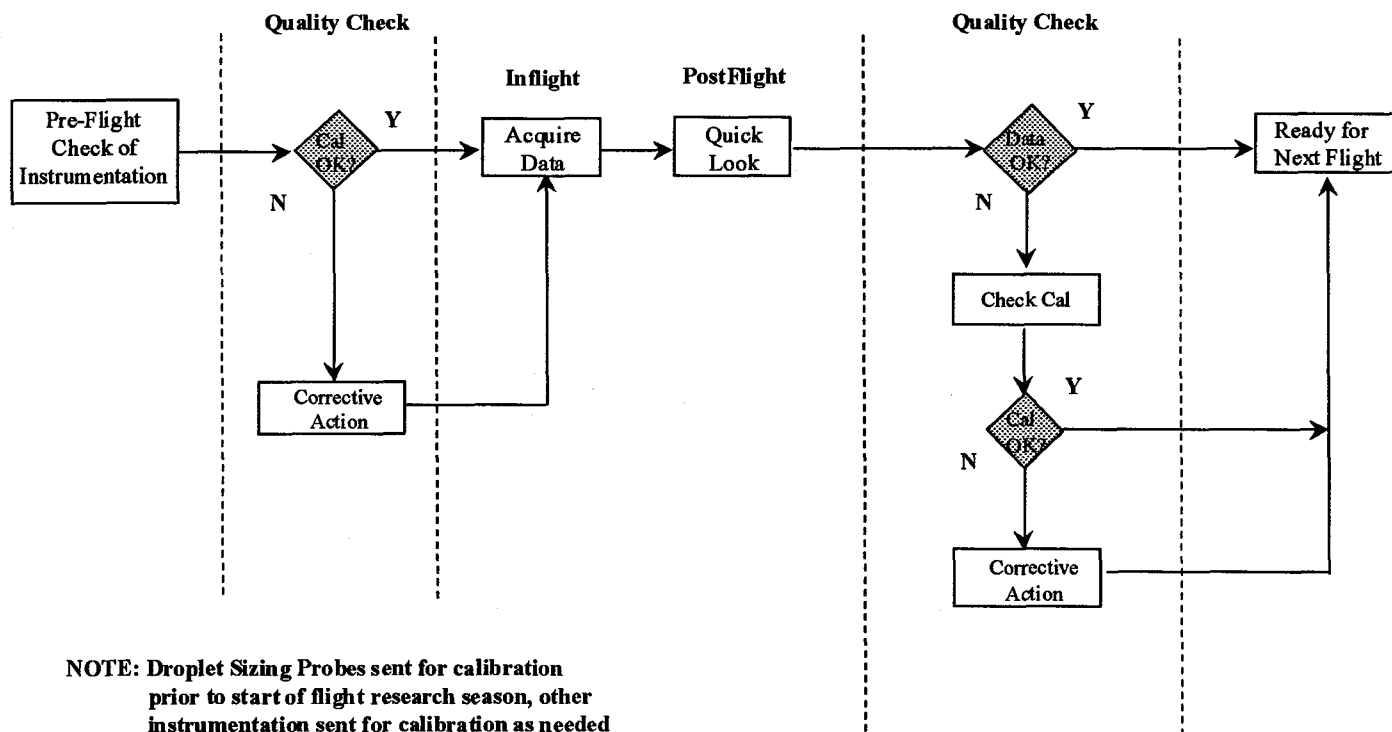 Quality Check
Quality Check
Inflight
PostFlight
Pre-Flight
Check of
Instrumentation
Cal
OK?
Y
N
Acquire
Data
Quick
Look
Data
OK?
Y
N
Ready for
Next Flight
Check Cal
Corrective
Action
Cal
OK?
Y
N
Corrective
Action
NOTE: Droplet Sizing Probes sent for calibration
prior to start of flight research season, other
instrumentation sent for calibration as needed